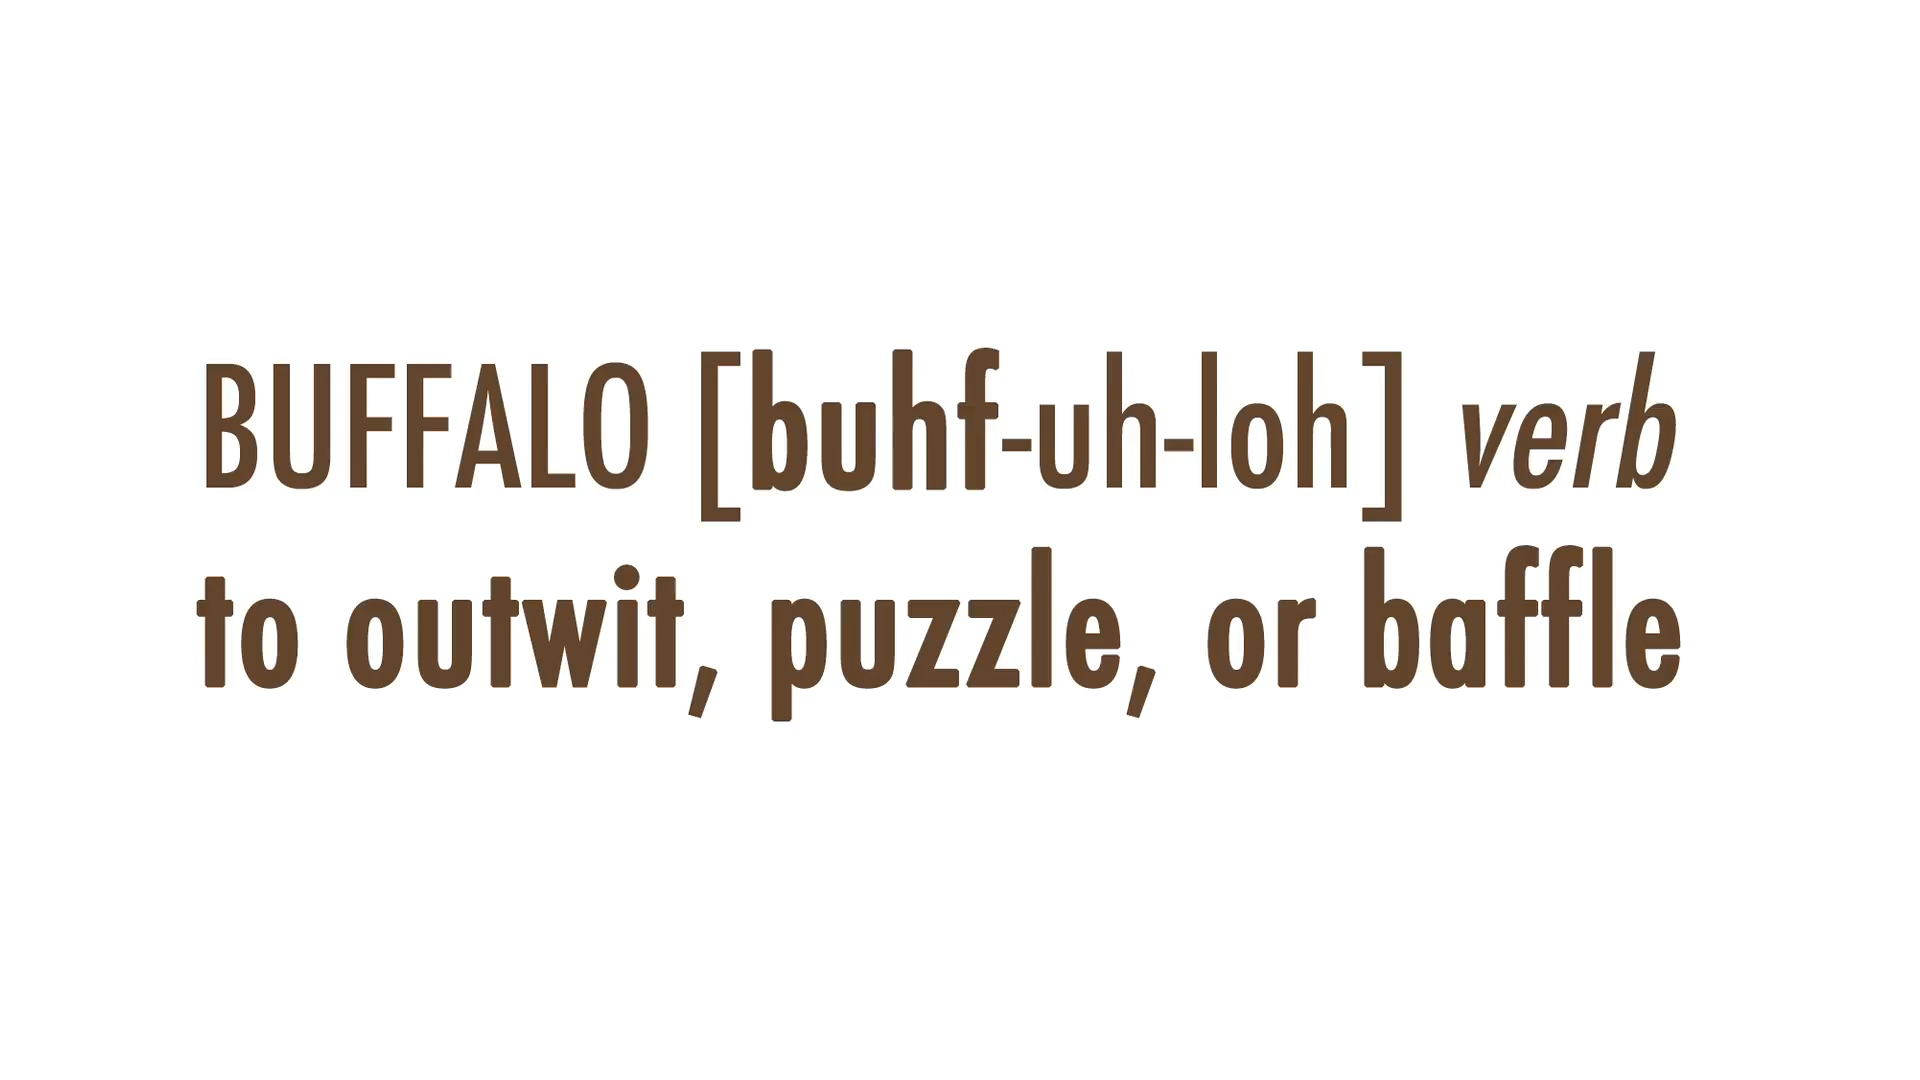 BUFFALO [buhf-uh-loh] verb
to outwit, puzzle, or baffle